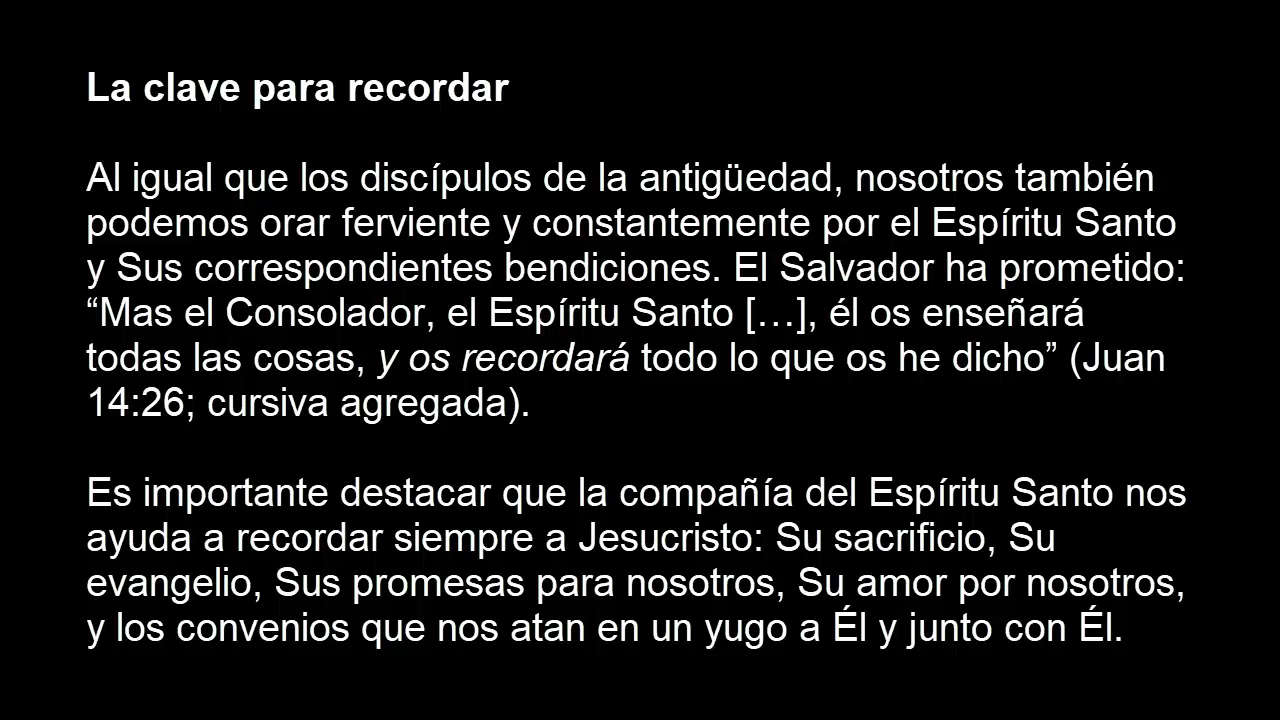 La clave para recordar
Al igual que los discípulos de la antigüedad, nosotros también
podemos orar ferviente y constantemente por el Espíritu Santo
y Sus correspondientes bendiciones. El Salvador ha prometido:
“Mas el Consolador, el Espíritu Santo […], él os enseñará
todas las cosas, y os recordará todo lo que os he dicho” (Juan
14:26; cursiva agregada).
Es importante destacar que la compañía del Espíritu Santo nos
ayuda a recordar siempre a Jesucristo: Su sacrificio, Su
evangelio, Sus promesas para nosotros, Su amor por nosotros,
y los convenios que nos atan en un yugo a Él y junto con Él.